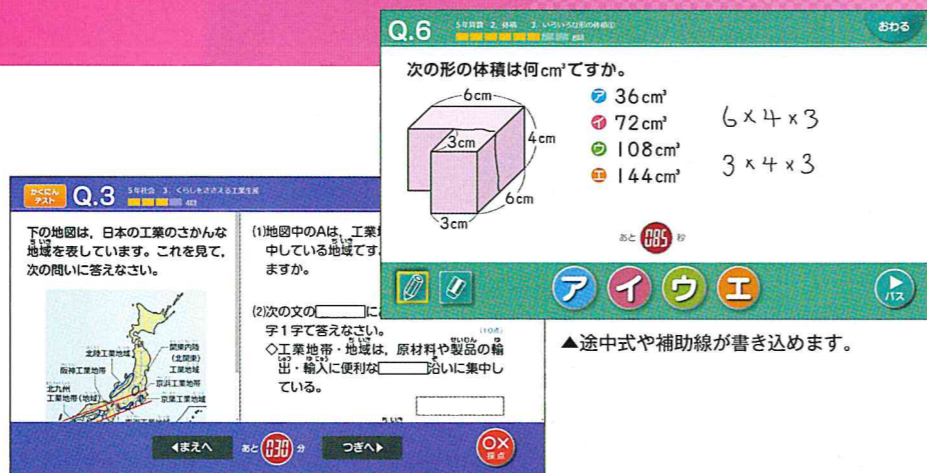 Q.6
5年算数 2. 体積 3. いろいろな形の体積①
おわる
次の形の体積は何cm³ですか。
6cm
3cm
4cm
6cm
3cm
ア 36cm³
イ 72cm³
ウ 108cm³
エ 144cm³
6×4×3
3×4×3
あと 085 秒
ア イ ウ エ
パス
▲途中式や補助線が書き込めます。
かくにんテスト
Q.3
5年社会 3. くらしをささえる工業生産
下の地図は，日本の工業のさかんな
地域を表しています。これを見て，
次の問いに答えなさい。
北陸工業地域
阪神工業地帯
北九州
工業地帯(地域)
関東内陸
(北関東)
工業地域
京浜工業地帯
京葉工業地域
(1)地図中のAは，工業
中している地域です
ますか。
(2)次の文の
字1字で答えなさい。
(10点)
◇工業地帯・地域は，原材料や製品の輸
出・輸入に便利な 沿いに集中し
ている。
◀まえへ
あと 030 分
つぎへ▶
○×
採点